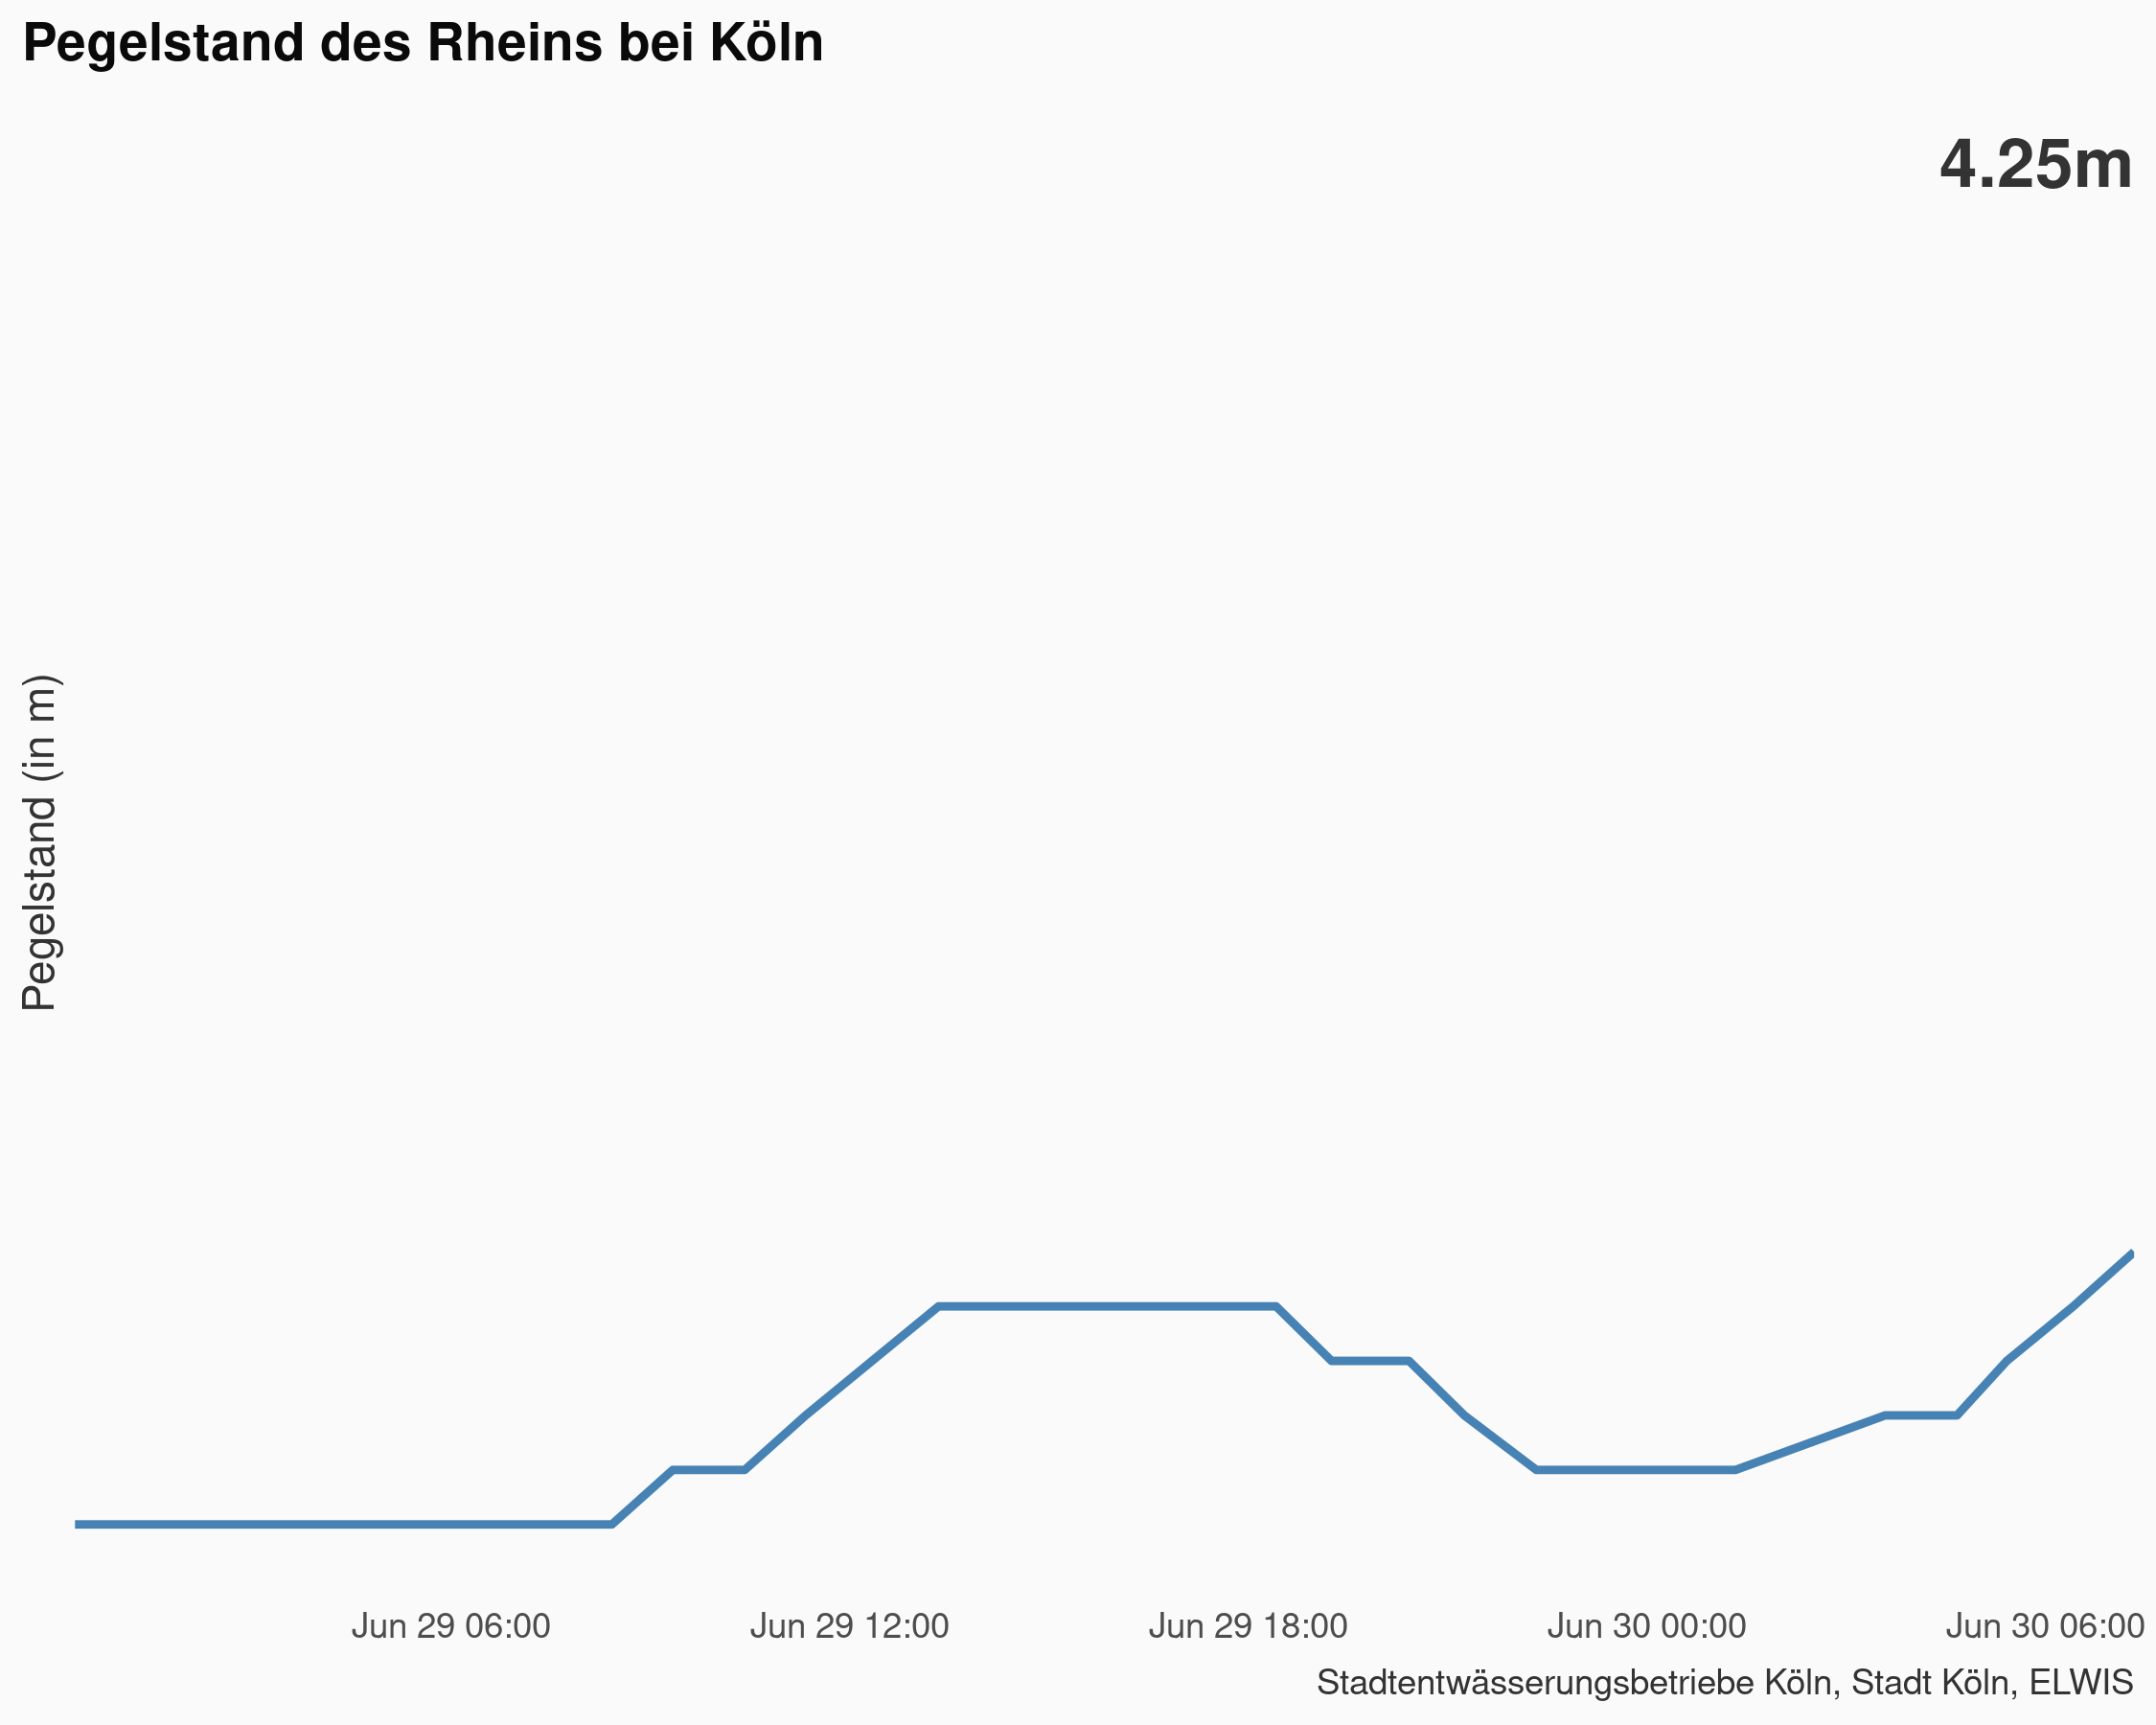 Pegelstand des Rheins bei Köln
4.25m
Pegelstand (in m)
Jun 29 06:00 Jun 29 12:00 Jun 29 18:00 Jun 30 00:00 Jun 30 06:00
Stadtentwässerungsbetriebe Köln, Stadt Köln, ELWIS